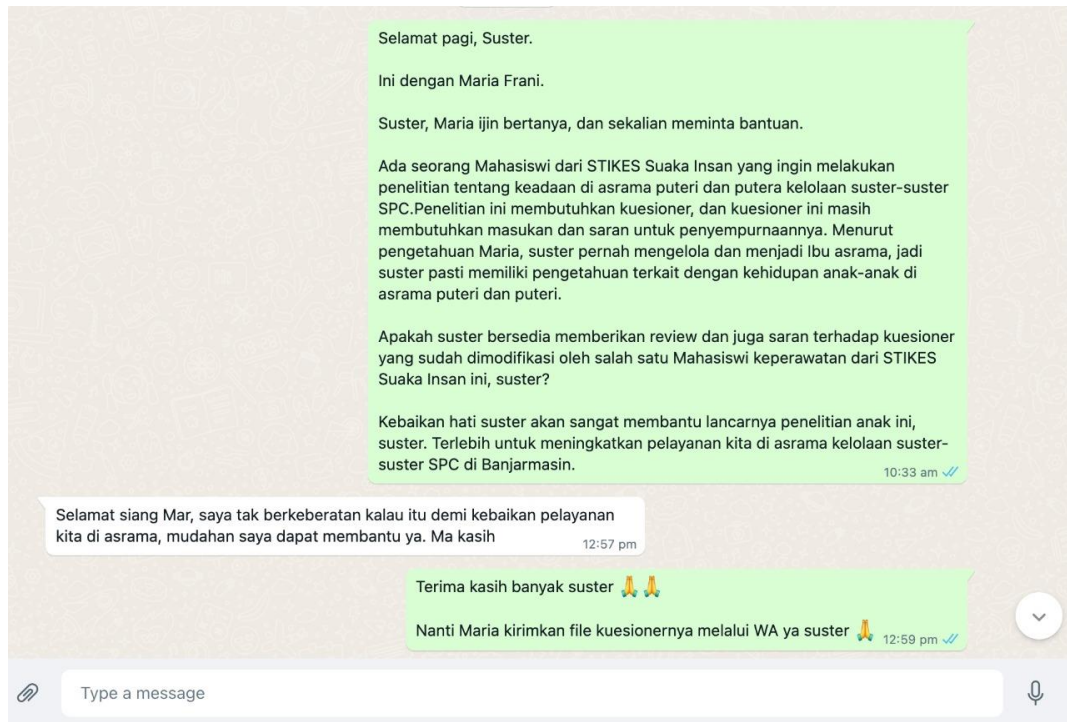 Selamat pagi, Suster.
Ini dengan Maria Frani.
Suster, Maria ijin bertanya, dan sekalian meminta bantuan.
Ada seorang Mahasiswi dari STIKES Suaka Insan yang ingin melakukan
penelitian tentang keadaan di asrama puteri dan putera kelolaan suster-suster
SPC.Penelitian ini membutuhkan kuesioner, dan kuesioner ini masih
membutuhkan masukan dan saran untuk penyempurnaannya. Menurut
pengetahuan Maria, suster pernah mengelola dan menjadi Ibu asrama, jadi
suster pasti memiliki pengetahuan terkait dengan kehidupan anak-anak di
asrama puteri dan puteri.
Apakah suster bersedia memberikan review dan juga saran terhadap kuesioner
yang sudah dimodifikasi oleh salah satu Mahasiswi keperawatan dari STIKES
Suaka Insan ini, suster?
Kebaikan hati suster akan sangat membantu lancarnya penelitian anak ini,
suster. Terlebih untuk meningkatkan pelayanan kita di asrama kelolaan suster-
suster SPC di Banjarmasin.
10:33 am
Selamat siang Mar, saya tak berkeberatan kalau itu demi kebaikan pelayanan
kita di asrama, mudahan saya dapat membantu ya. Ma kasih
12:57 pm
Terima kasih banyak suster 🙏 🙏
Nanti Maria kirimkan file kuesionernya melalui WA ya suster 🙏
12:59 pm
Type a message